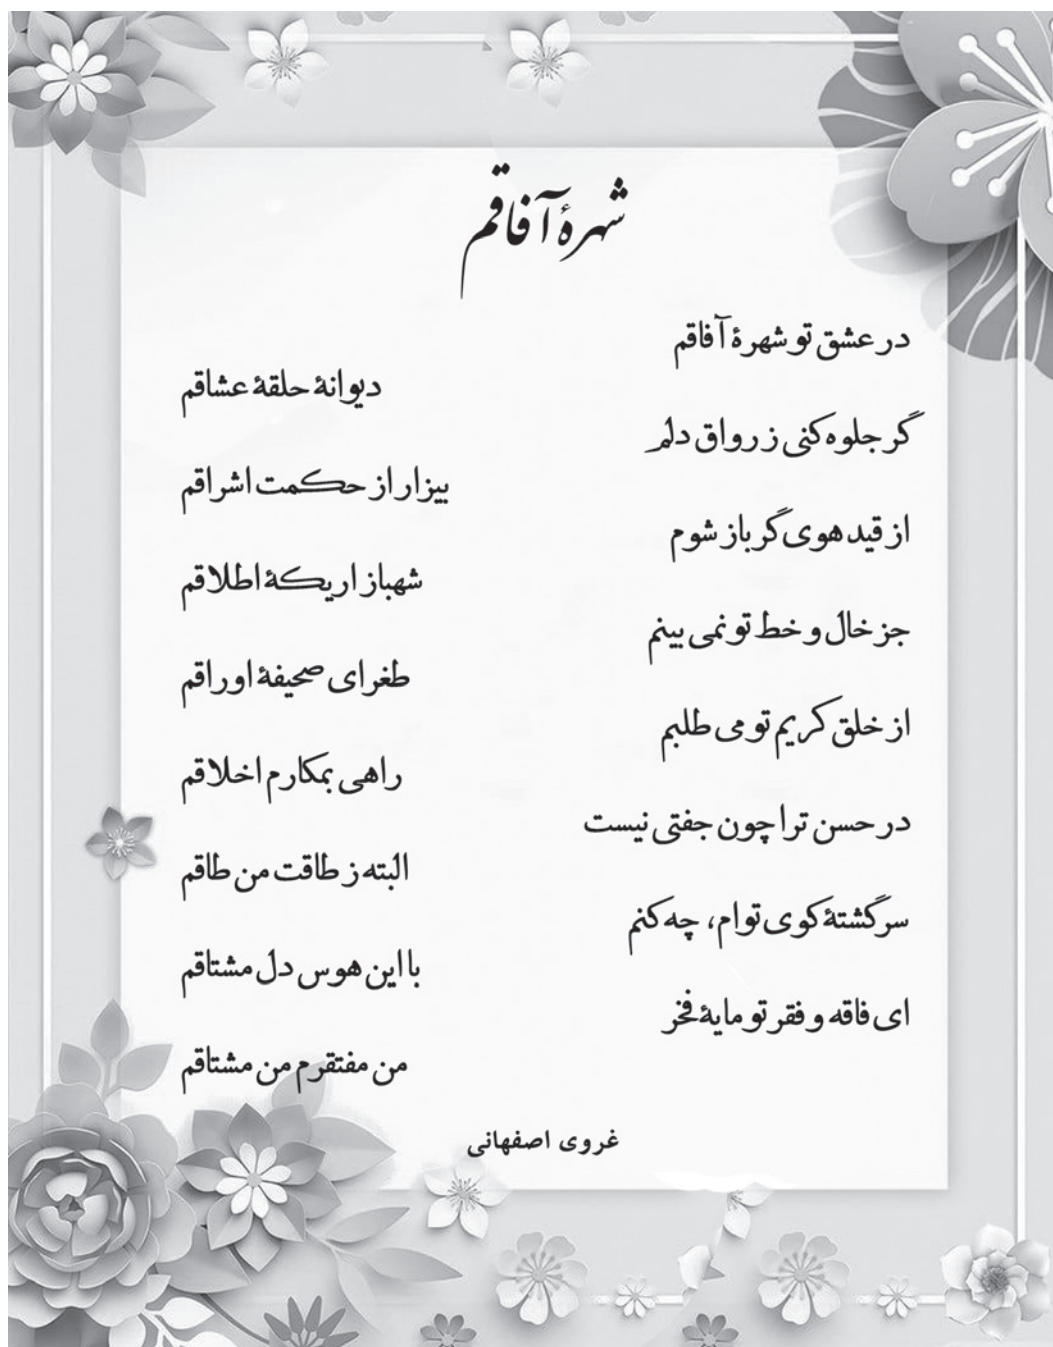 شهرهٔ آفاقم
در عشق تو شهرهٔ آفاقم
دیوانهٔ حلقهٔ عشاقم
گر جلوه کنی ز رواق دلم
بیزار از حکمت اشراقم
از قید هوی گر باز شوم
شهباز اریکهٔ اطلاقم
جز خال و خط تو نمی بینم
طغرای صحیفهٔ اوراقم
از خلق کریم تو می طلبم
راهی بمکارم اخلاقم
در حسن ترا چون جفتی نیست
البته ز طاقت من طاقم
سرگشتهٔ کوی توام، چه کنم
با این هوس دل مشتاقم
ای فاقه و فقر تو مایهٔ فخر
من مفتقرم من مشتاقم
غروی اصفهانی